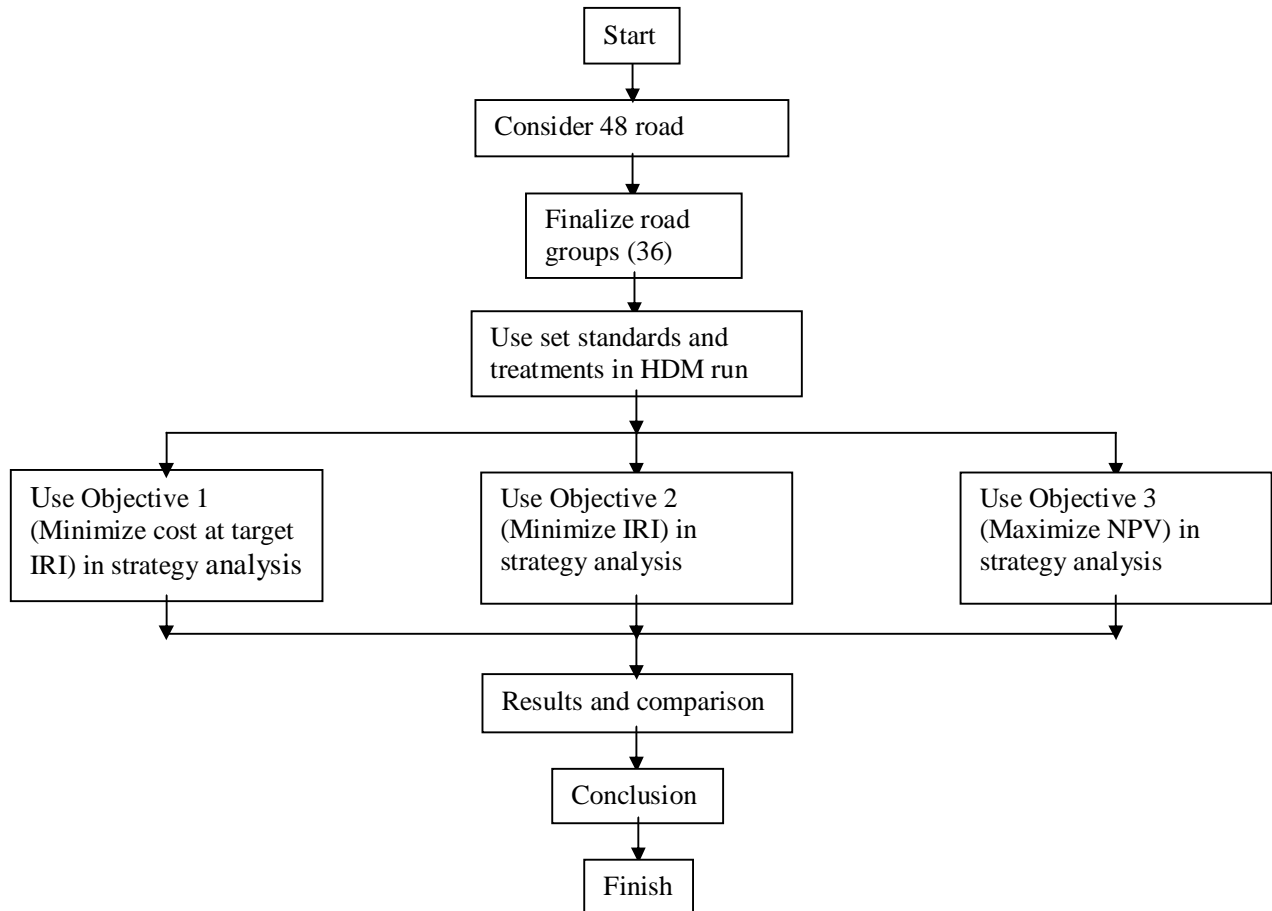 Start
Consider 48 road
Finalize road
groups (36)
Use set standards and
treatments in HDM run
Use Objective 1
(Minimize cost at target
IRI) in strategy analysis
Use Objective 2
(Minimize IRI) in
strategy analysis
Use Objective 3
(Maximize NPV) in
strategy analysis
Results and comparison
Conclusion
Finish